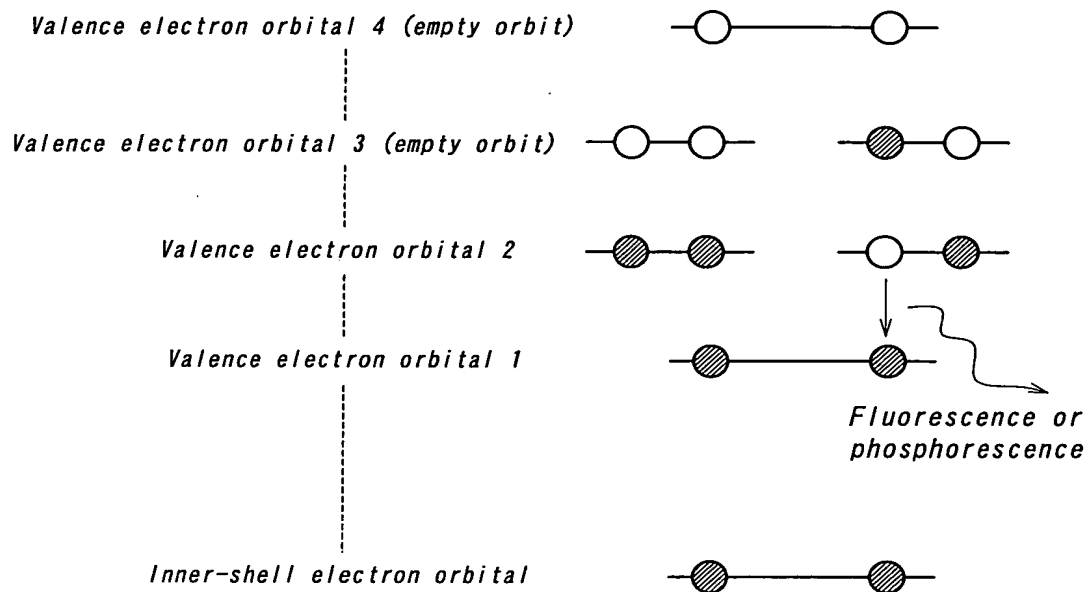 Valence electron orbital 4 (empty orbit)
Valence electron orbital 3 (empty orbit)
Valence electron orbital 2
Valence electron orbital 1
Fluorescence or
phosphorescence
Inner-shell electron orbital